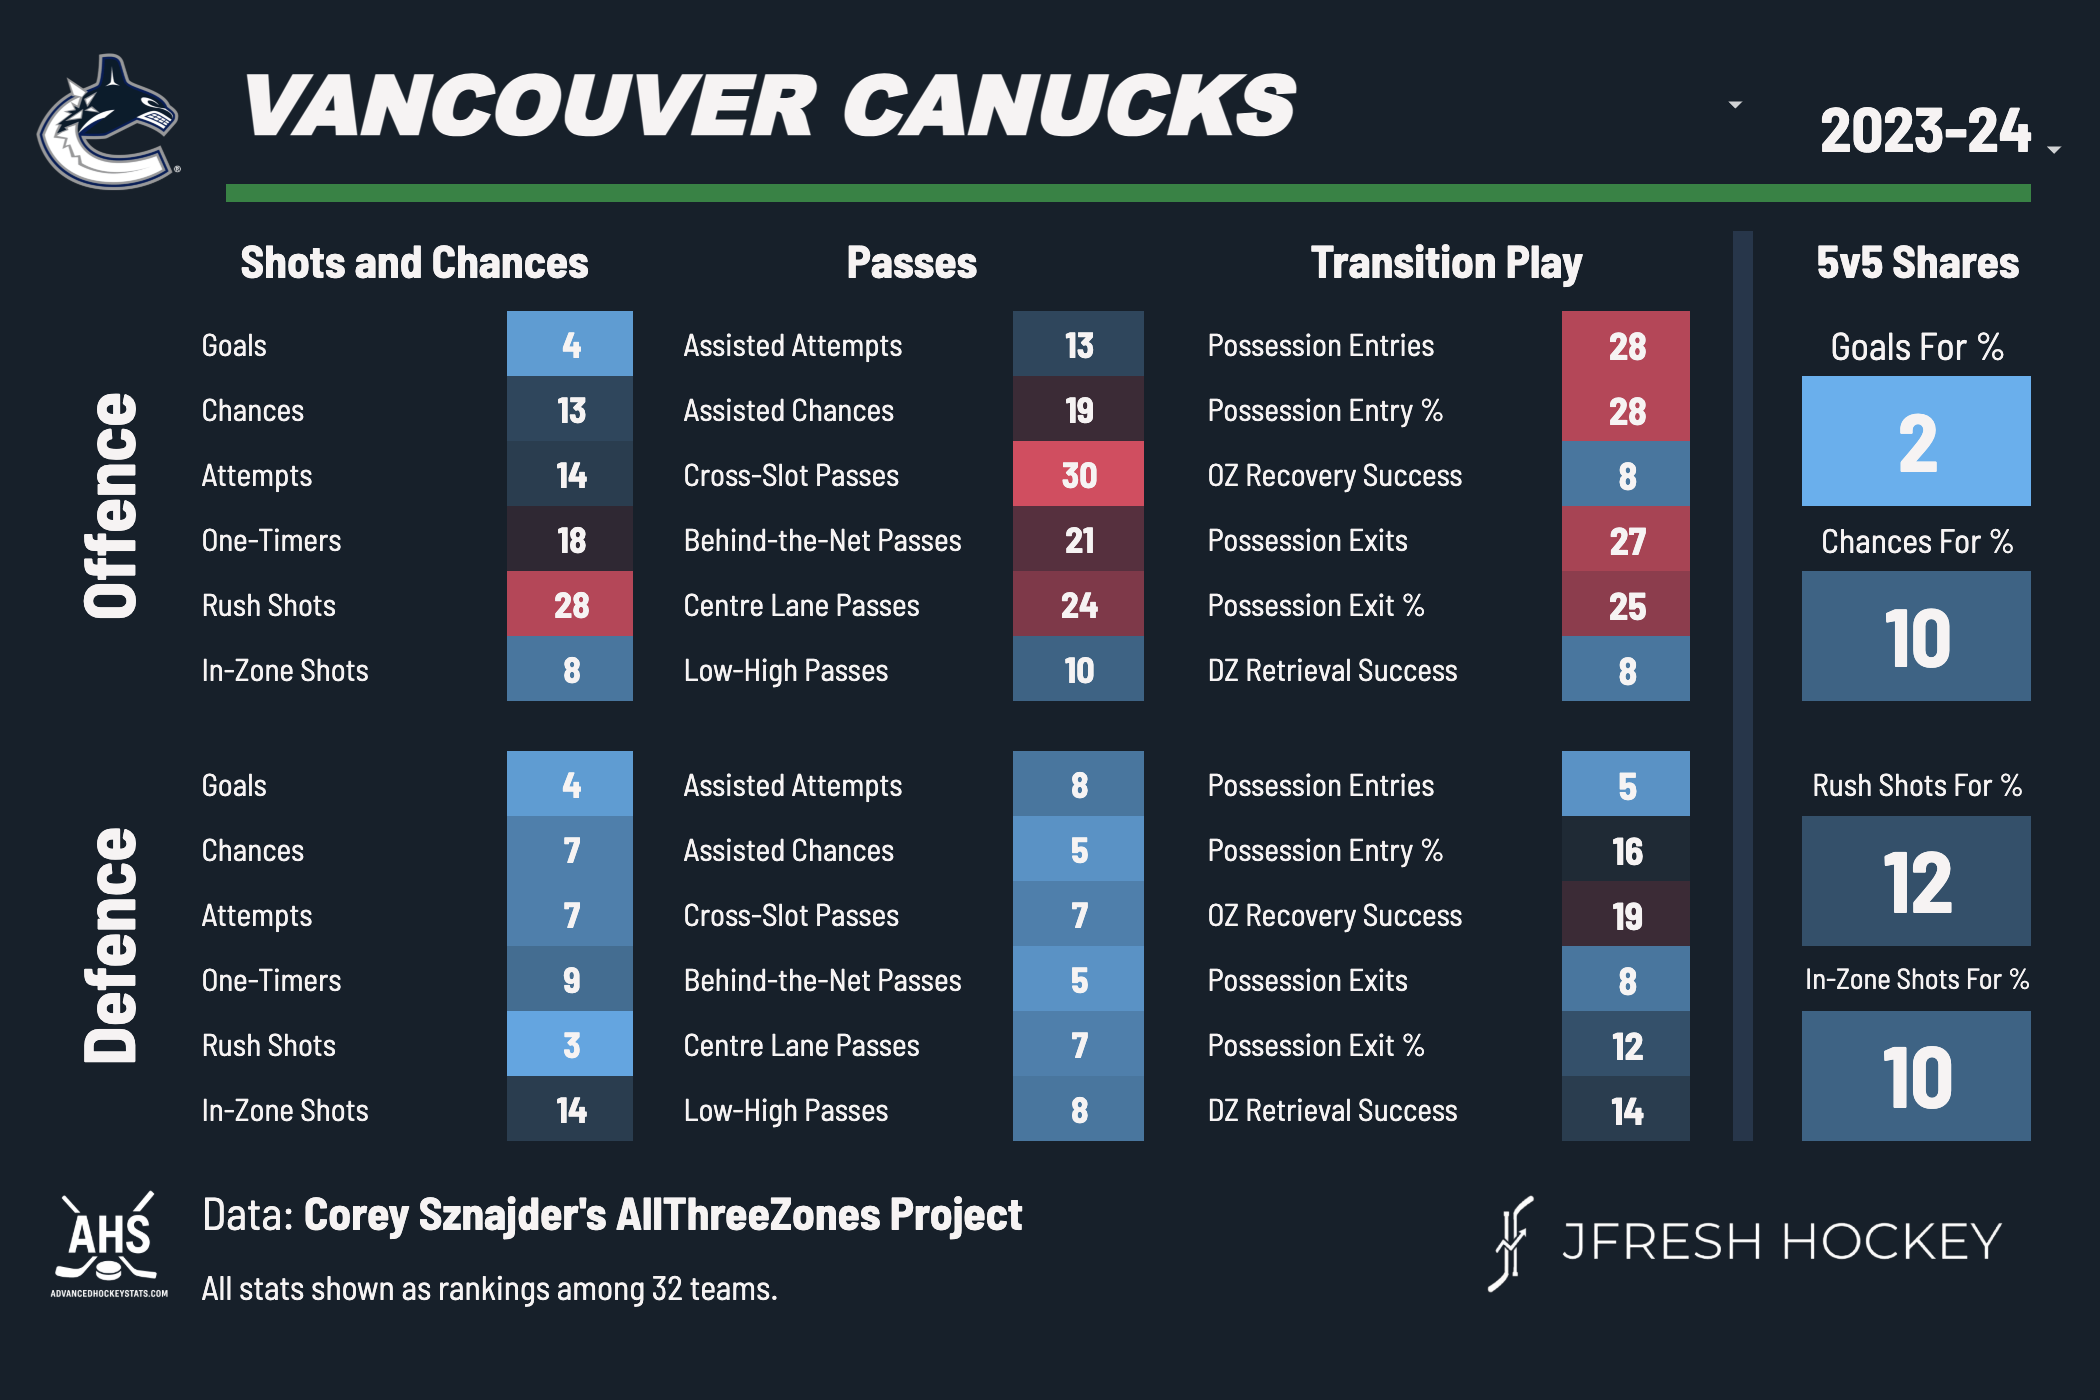 VANCOUVER CANUCKS
2023-24
Shots and Chances
Passes
Transition Play
5v5 Shares
Offence
Goals 4
Chances 13
Attempts 14
One-Timers 18
Rush Shots 28
In-Zone Shots 8
Assisted Attempts 13
Assisted Chances 19
Cross-Slot Passes 30
Behind-the-Net Passes 21
Centre Lane Passes 24
Low-High Passes 10
Possession Entries 28
Possession Entry % 28
OZ Recovery Success 8
Possession Exits 27
Possession Exit % 25
DZ Retrieval Success 8
Goals For %
2
Chances For %
10
Defence
Goals 4
Chances 7
Attempts 7
One-Timers 9
Rush Shots 3
In-Zone Shots 14
Assisted Attempts 8
Assisted Chances 5
Cross-Slot Passes 7
Behind-the-Net Passes 5
Centre Lane Passes 7
Low-High Passes 8
Possession Entries 5
Possession Entry % 16
OZ Recovery Success 19
Possession Exits 8
Possession Exit % 12
DZ Retrieval Success 14
Rush Shots For %
12
In-Zone Shots For %
10
AHS
ADVANCEDHOCKEYSTATS.COM
Data: Corey Sznajder's AllThreeZones Project
All stats shown as rankings among 32 teams.
JFRESH HOCKEY